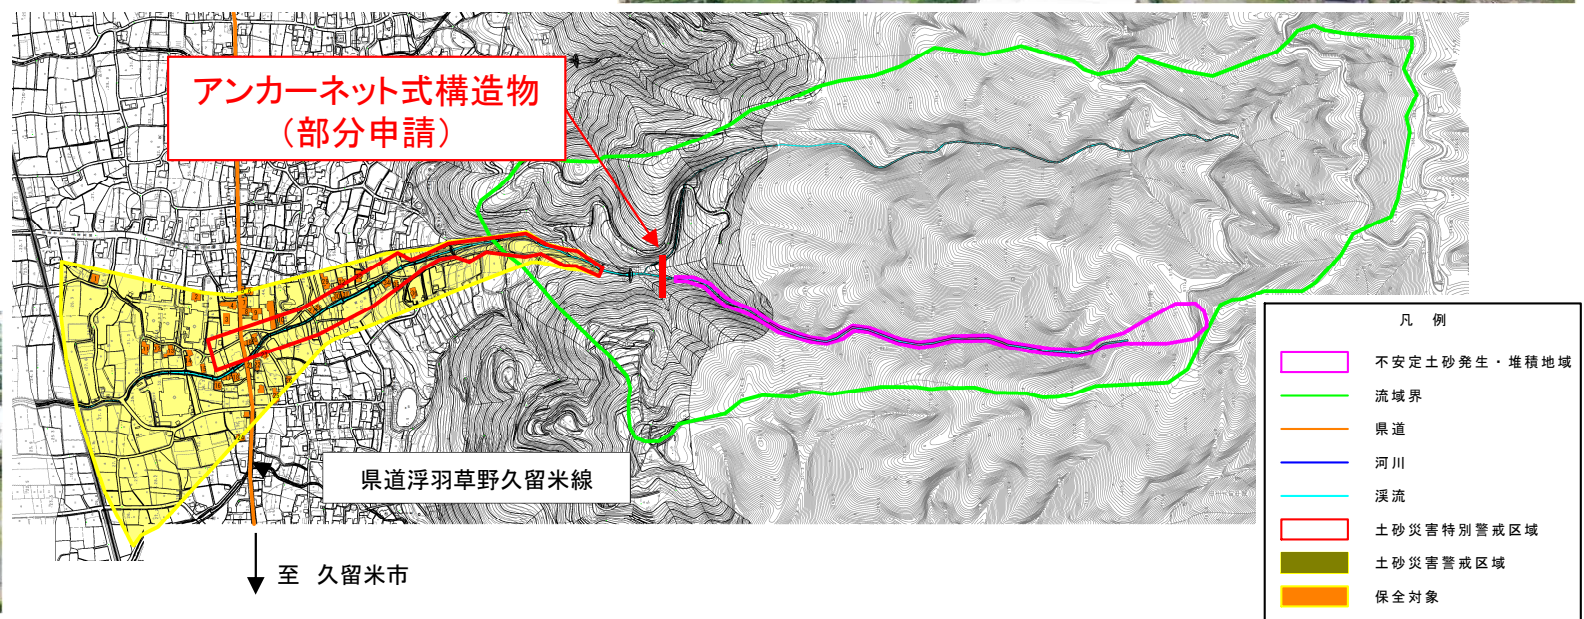 アンカーネット式構造物
(部分申請)
県道浮羽草野久留米線
至 久留米市
凡 例
不安定土砂発生・堆積地域
流域界
県道
河川
渓流
土砂災害特別警戒区域
土砂災害警戒区域
保全対象